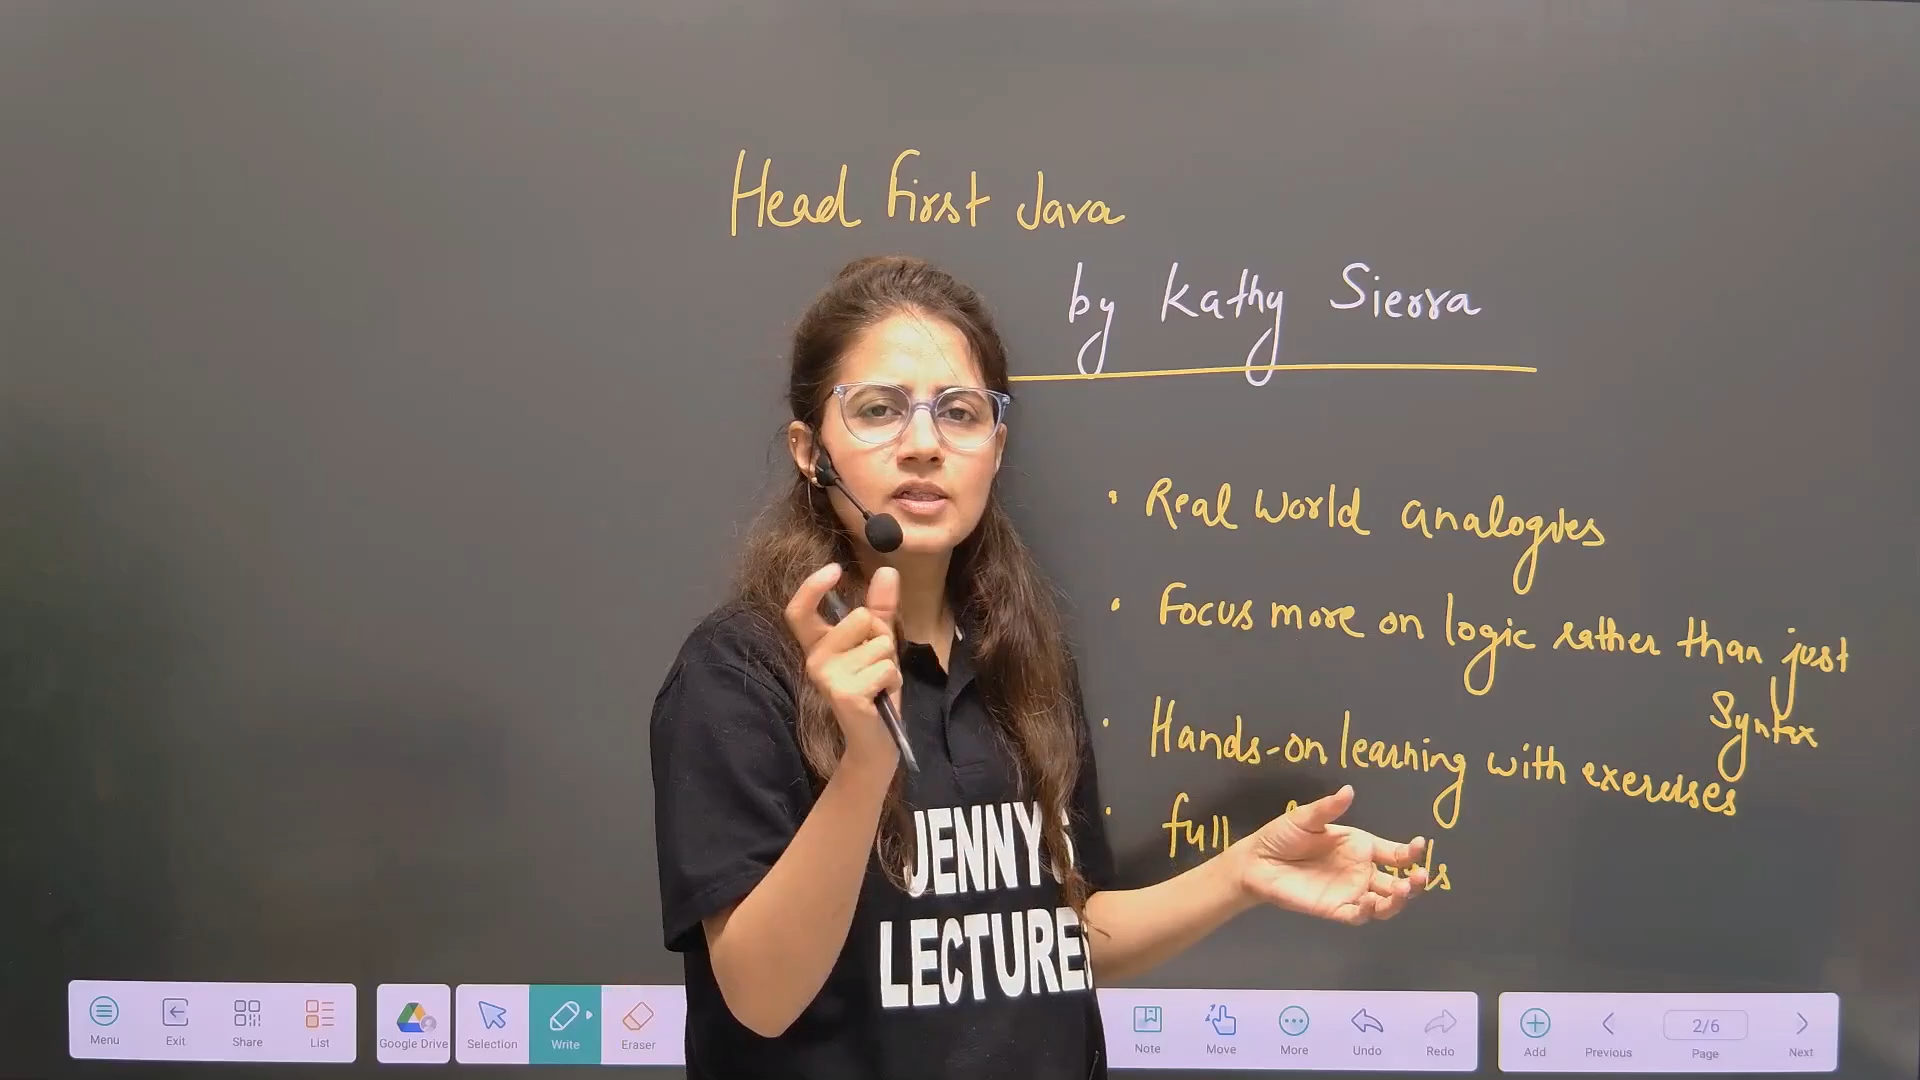 Head First Java
by Kathy Sierra
• Real World analogies
• Focus more on logic rather than just
Syntax
• Hands-on learning with exercises
• full
JENNY'S
LECTURES
Menu Exit Share List Google Drive Selection Write Eraser Note Move More Undo Redo Add Previous 2/6 Page Next